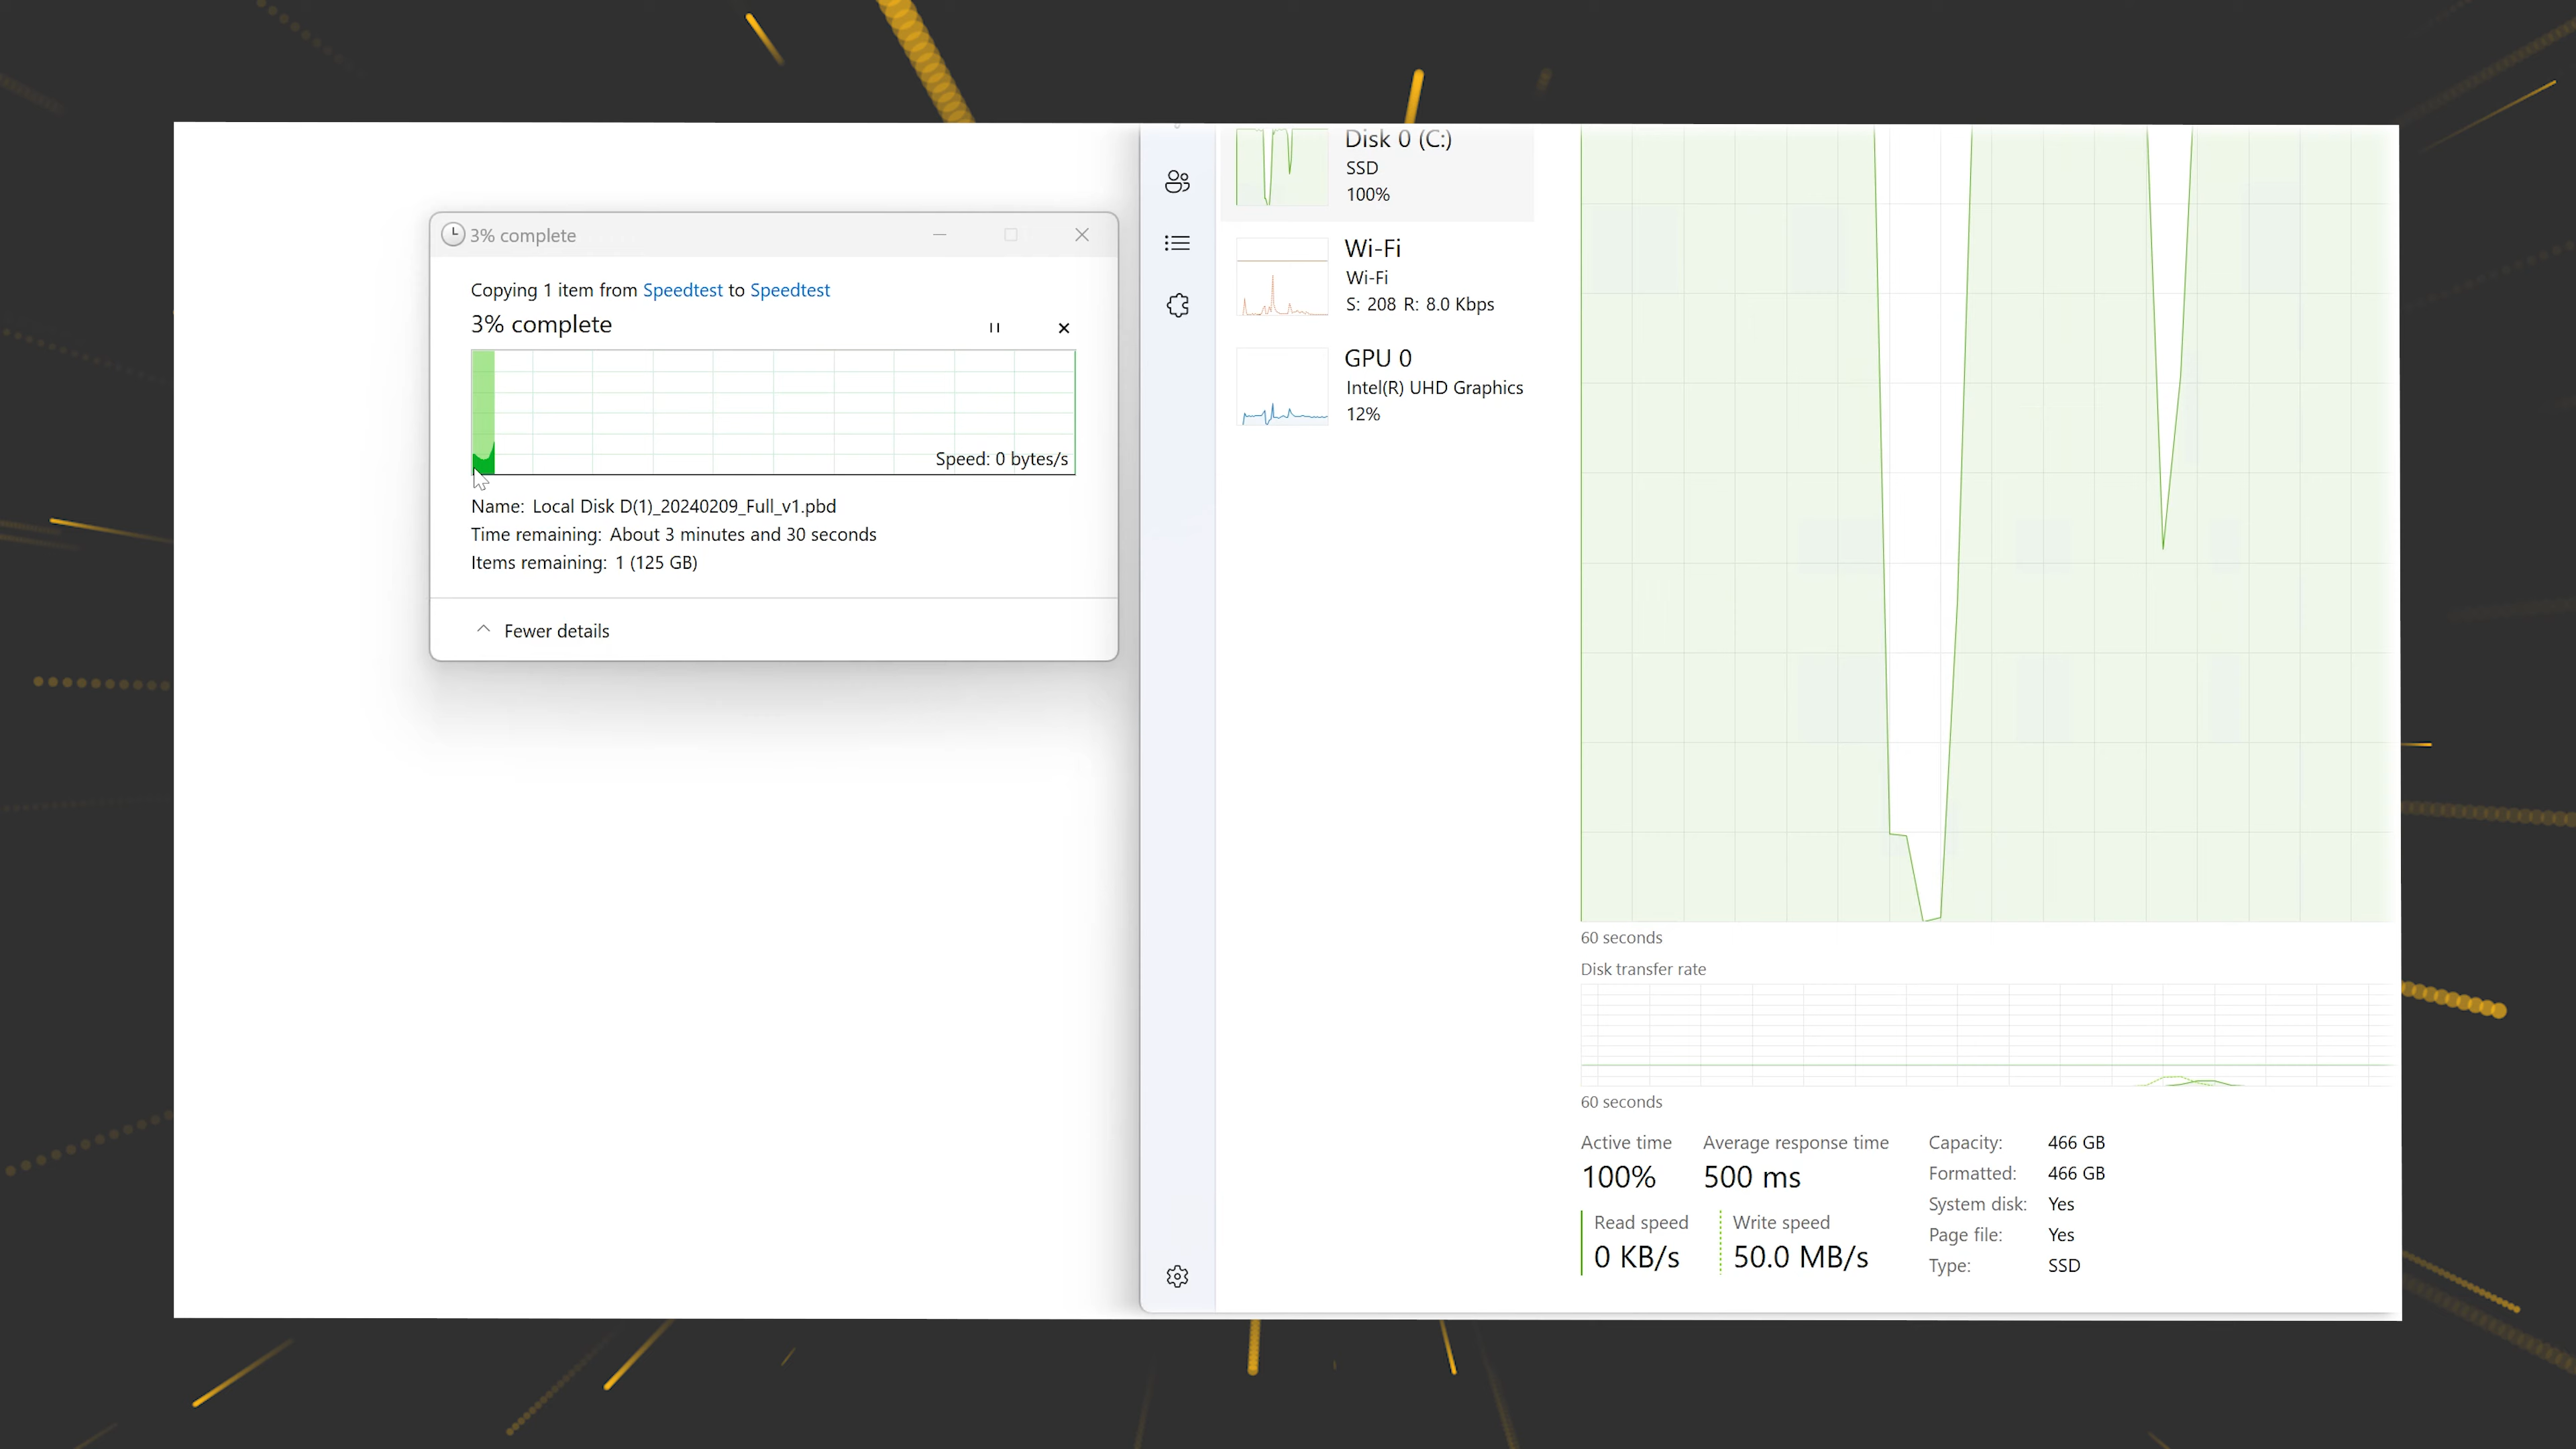 3% complete
Copying 1 item from Speedtest to Speedtest
3% complete
Speed: 0 bytes/s
Name: Local Disk D(1)_20240209_Full_v1.pbd
Time remaining: About 3 minutes and 30 seconds
Items remaining: 1 (125 GB)
Fewer details
Disk 0 (C:)
SSD
100%
Wi-Fi
Wi-Fi
S: 208 R: 8.0 Kbps
GPU 0
Intel(R) UHD Graphics
12%
60 seconds
Disk transfer rate
60 seconds
Active time
100%
Average response time
500 ms
Read speed
0 KB/s
Write speed
50.0 MB/s
Capacity: 466 GB
Formatted: 466 GB
System disk: Yes
Page file: Yes
Type: SSD